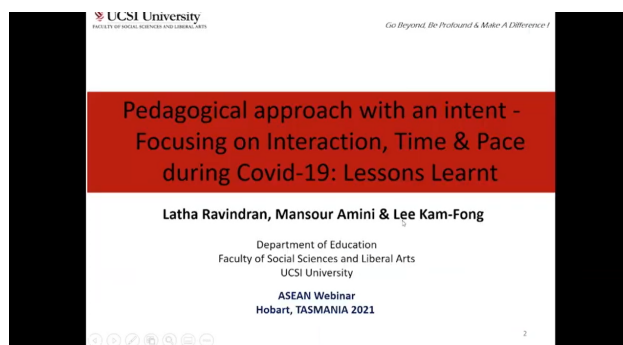 UCSI University
FACULTY OF SOCIAL SCIENCES AND LIBERAL ARTS
Go Beyond, Be Profound & Make A Difference !
Pedagogical approach with an intent -
Focusing on Interaction, Time & Pace
during Covid-19: Lessons Learnt
Latha Ravindran, Mansour Amini & Lee Kam-Fong
Department of Education
Faculty of Social Sciences and Liberal Arts
UCSI University
ASEAN Webinar
Hobart, TASMANIA 2021
2